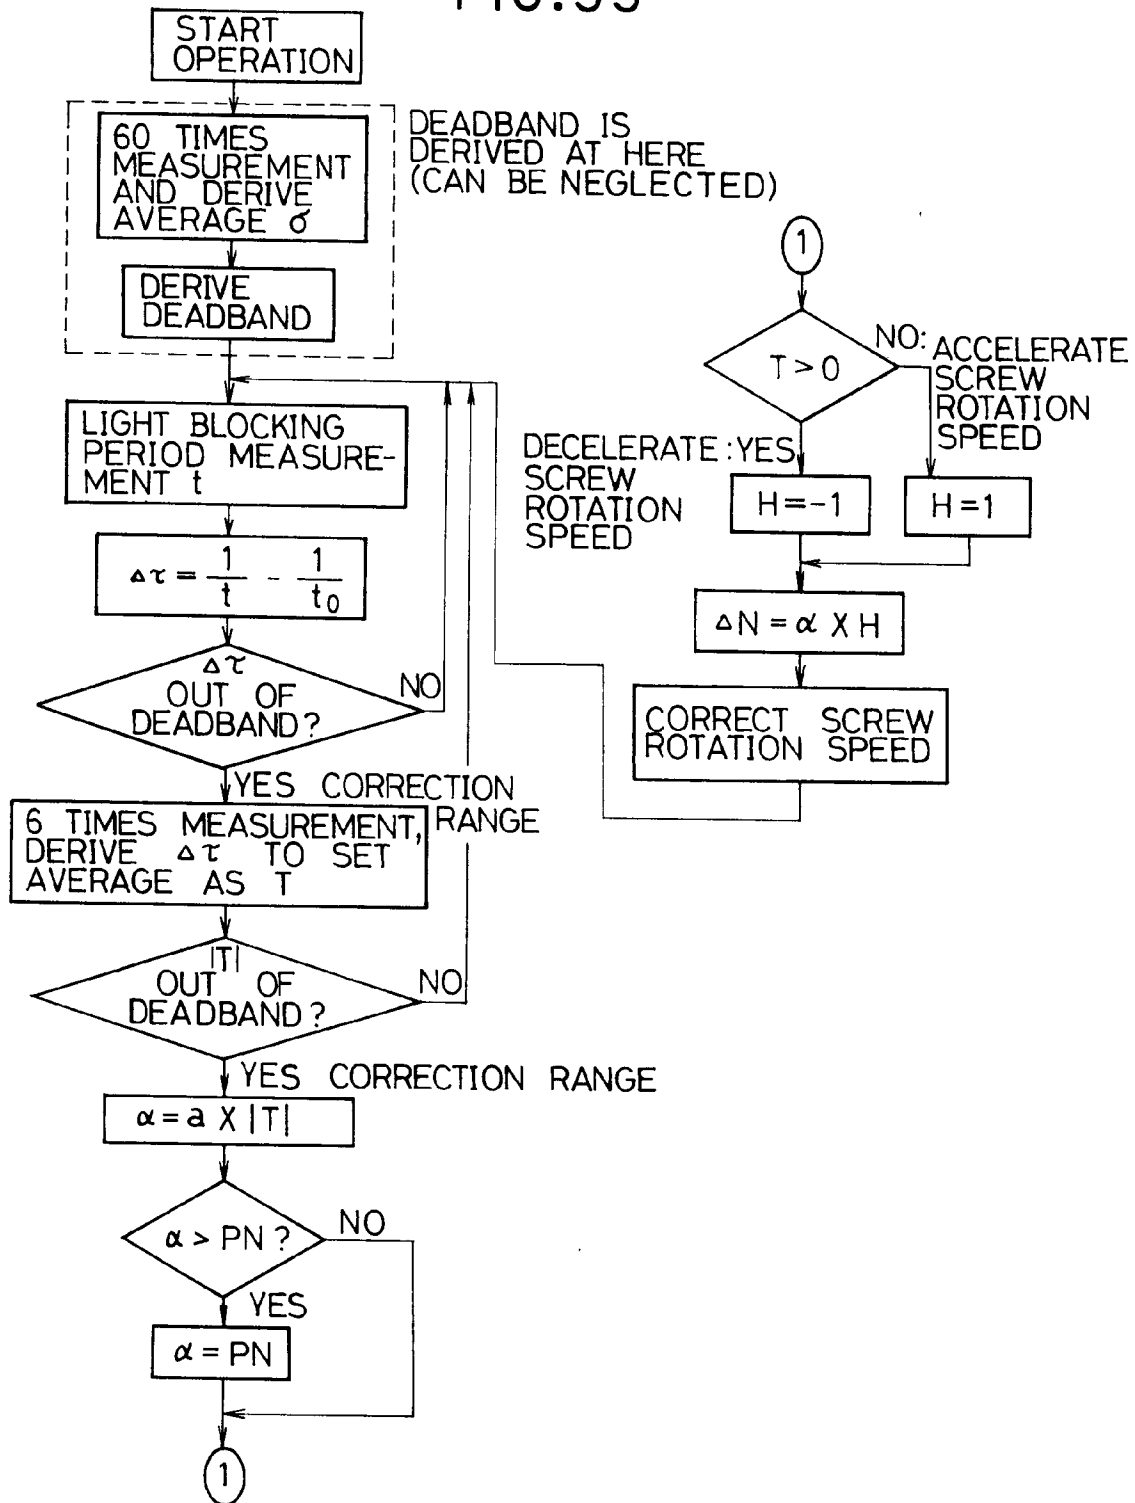 START
OPERATION
60 TIMES
MEASUREMENT
AND DERIVE
AVERAGE σ
DEADBAND IS
DERIVED AT HERE
(CAN BE NEGLECTED)
DERIVE
DEADBAND
LIGHT BLOCKING
PERIOD MEASURE-
MENT t
Δτ = 1/t - 1/t₀
Δτ
OUT OF
DEADBAND?
NO
YES CORRECTION
RANGE
6 TIMES MEASUREMENT,
DERIVE Δτ TO SET
AVERAGE AS T
|T|
OUT OF
DEADBAND?
NO
YES CORRECTION RANGE
α = a X |T|
α > PN ?
NO
YES
α = PN
1
1
T > 0
NO: ACCELERATE
SCREW
ROTATION
SPEED
DECELERATE : YES
SCREW
ROTATION
SPEED
H = -1
H = 1
ΔN = α X H
CORRECT SCREW
ROTATION SPEED